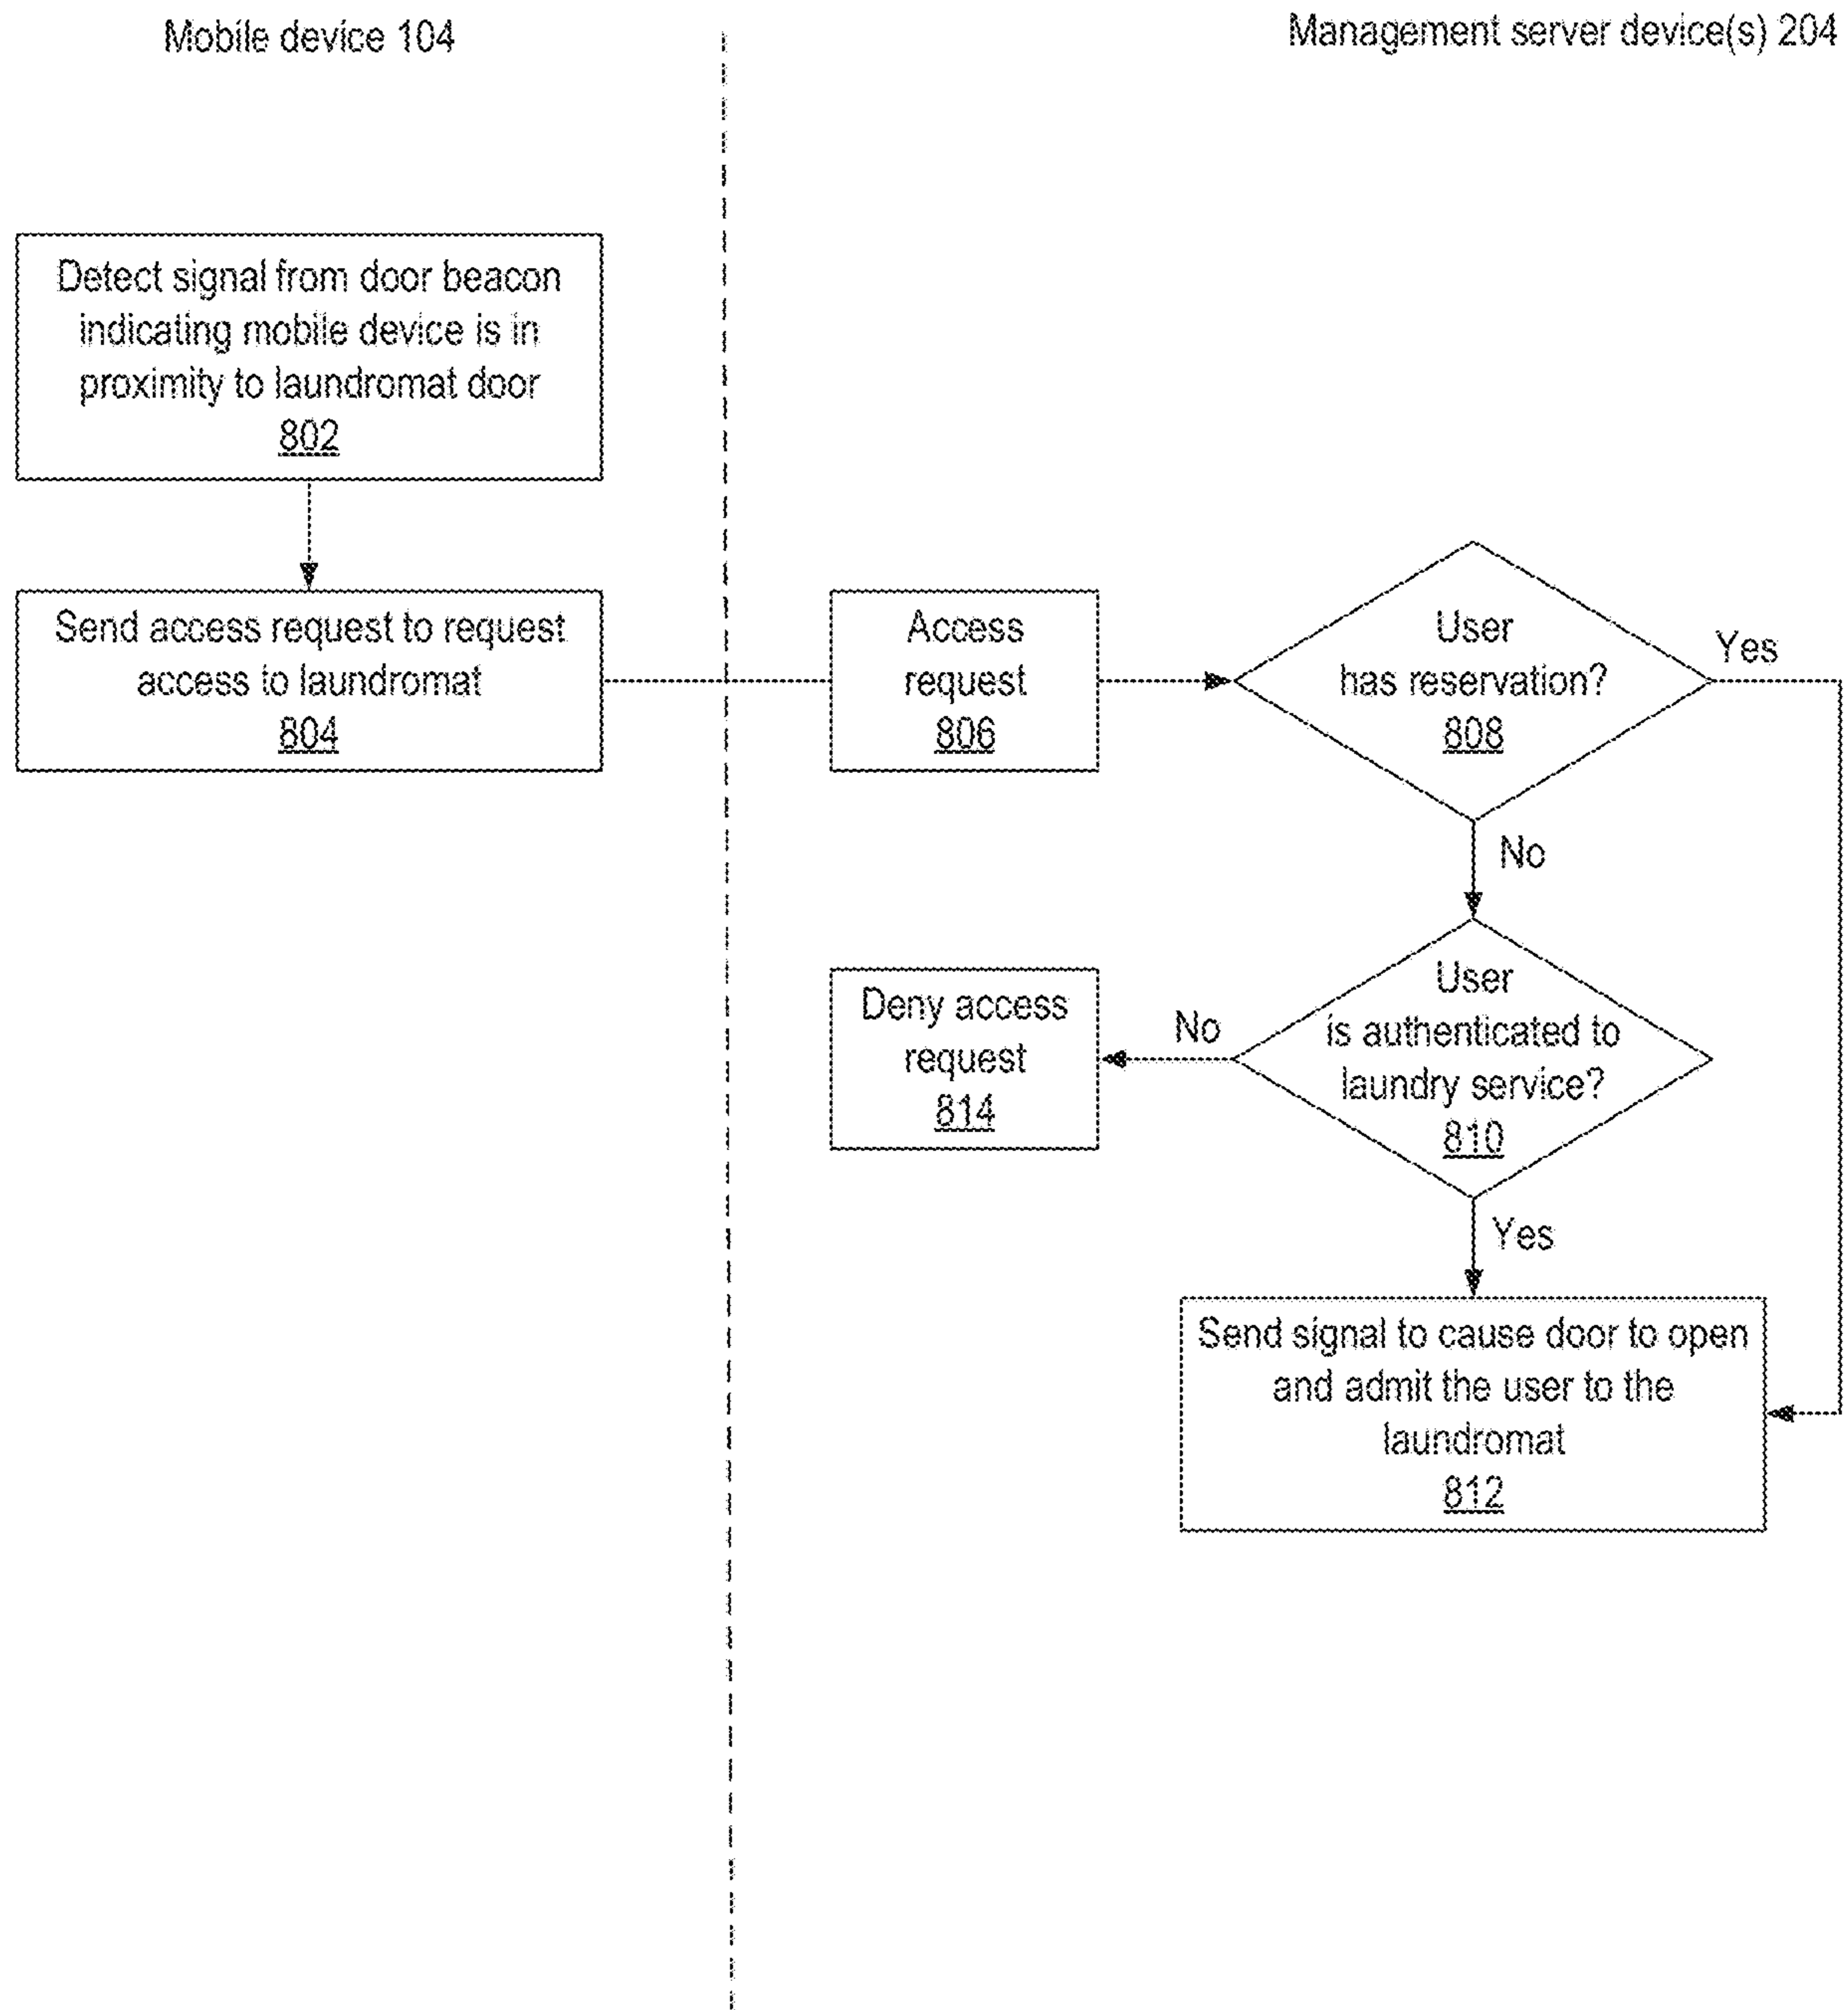 Mobile device 104
Management server device(s) 204
Detect signal from door beacon
indicating mobile device is in
proximity to laundromat door
802
Send access request to request
access to laundromat
804
Access
request
806
User
has reservation?
808
Yes
No
User
is authenticated to
laundry service?
810
No
Deny access
request
814
Yes
Send signal to cause door to open
and admit the user to the
laundromat
812